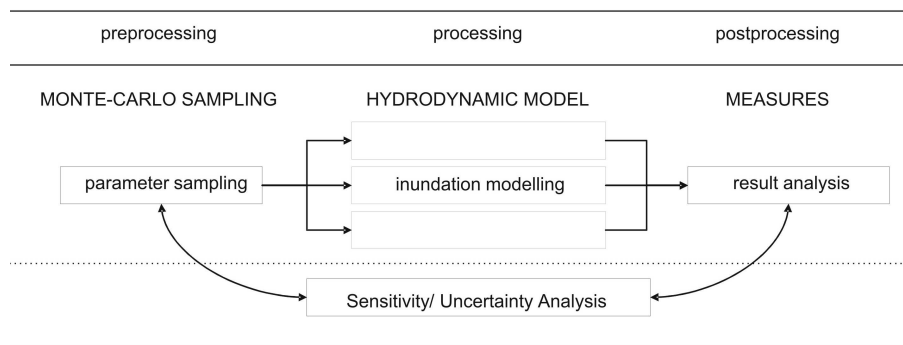 preprocessing
processing
postprocessing
MONTE-CARLO SAMPLING
HYDRODYNAMIC MODEL
MEASURES
parameter sampling
inundation modelling
result analysis
Sensitivity/ Uncertainty Analysis